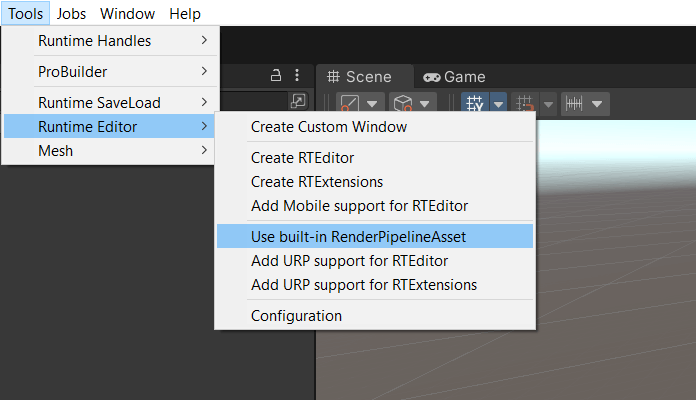 Tools Jobs Window Help
Runtime Handles
ProBuilder
Runtime SaveLoad
Runtime Editor
Mesh
Scene Game
Create Custom Window
Create RTEditor
Create RTExtensions
Add Mobile support for RTEditor
Use built-in RenderPipelineAsset
Add URP support for RTEditor
Add URP support for RTExtensions
Configuration